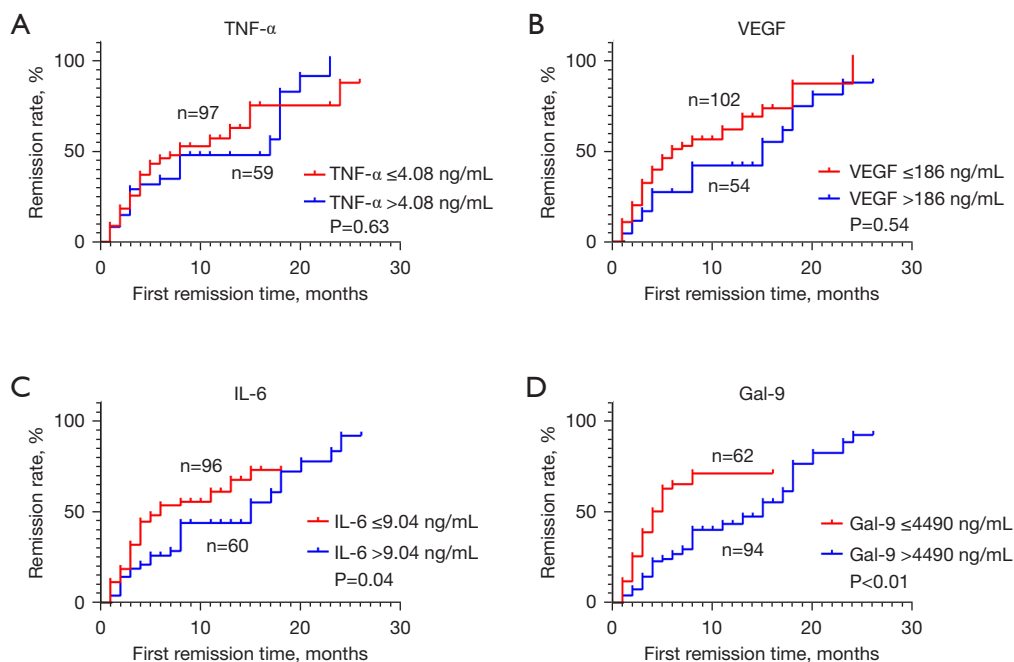 A
TNF-α
Remission rate, %
100
50
0
n=97
n=59
TNF-α ≤4.08 ng/mL
TNF-α >4.08 ng/mL
P=0.63
0 10 20 30
First remission time, months
B
VEGF
Remission rate, %
100
50
0
n=102
n=54
VEGF ≤186 ng/mL
VEGF >186 ng/mL
P=0.54
0 10 20 30
First remission time, months
C
IL-6
Remission rate, %
100
50
0
n=96
n=60
IL-6 ≤9.04 ng/mL
IL-6 >9.04 ng/mL
P=0.04
0 10 20 30
First remission time, months
D
Gal-9
Remission rate, %
100
50
0
n=62
n=94
Gal-9 ≤4490 ng/mL
Gal-9 >4490 ng/mL
P<0.01
0 10 20 30
First remission time, months